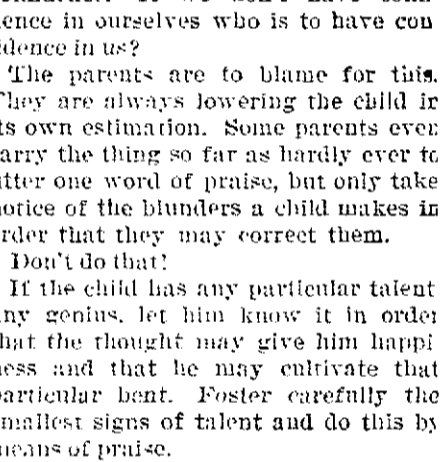 ence in ourselves who is to have con
idence in us?
The parents are to blame for this.
They are always lowering the child in
its own estimation. Some parents even
arry the thing so far as hardly ever to
utter one word of praise, but only take
notice of the blunders a child makes in
order that they may correct them.
Don't do that!
If the child has any particular talent
any genius, let him know it in order
that the thought may give him happi
ness and that he may cultivate that
particular bent. Foster carefully the
smallest signs of talent and do this by
means of praise.